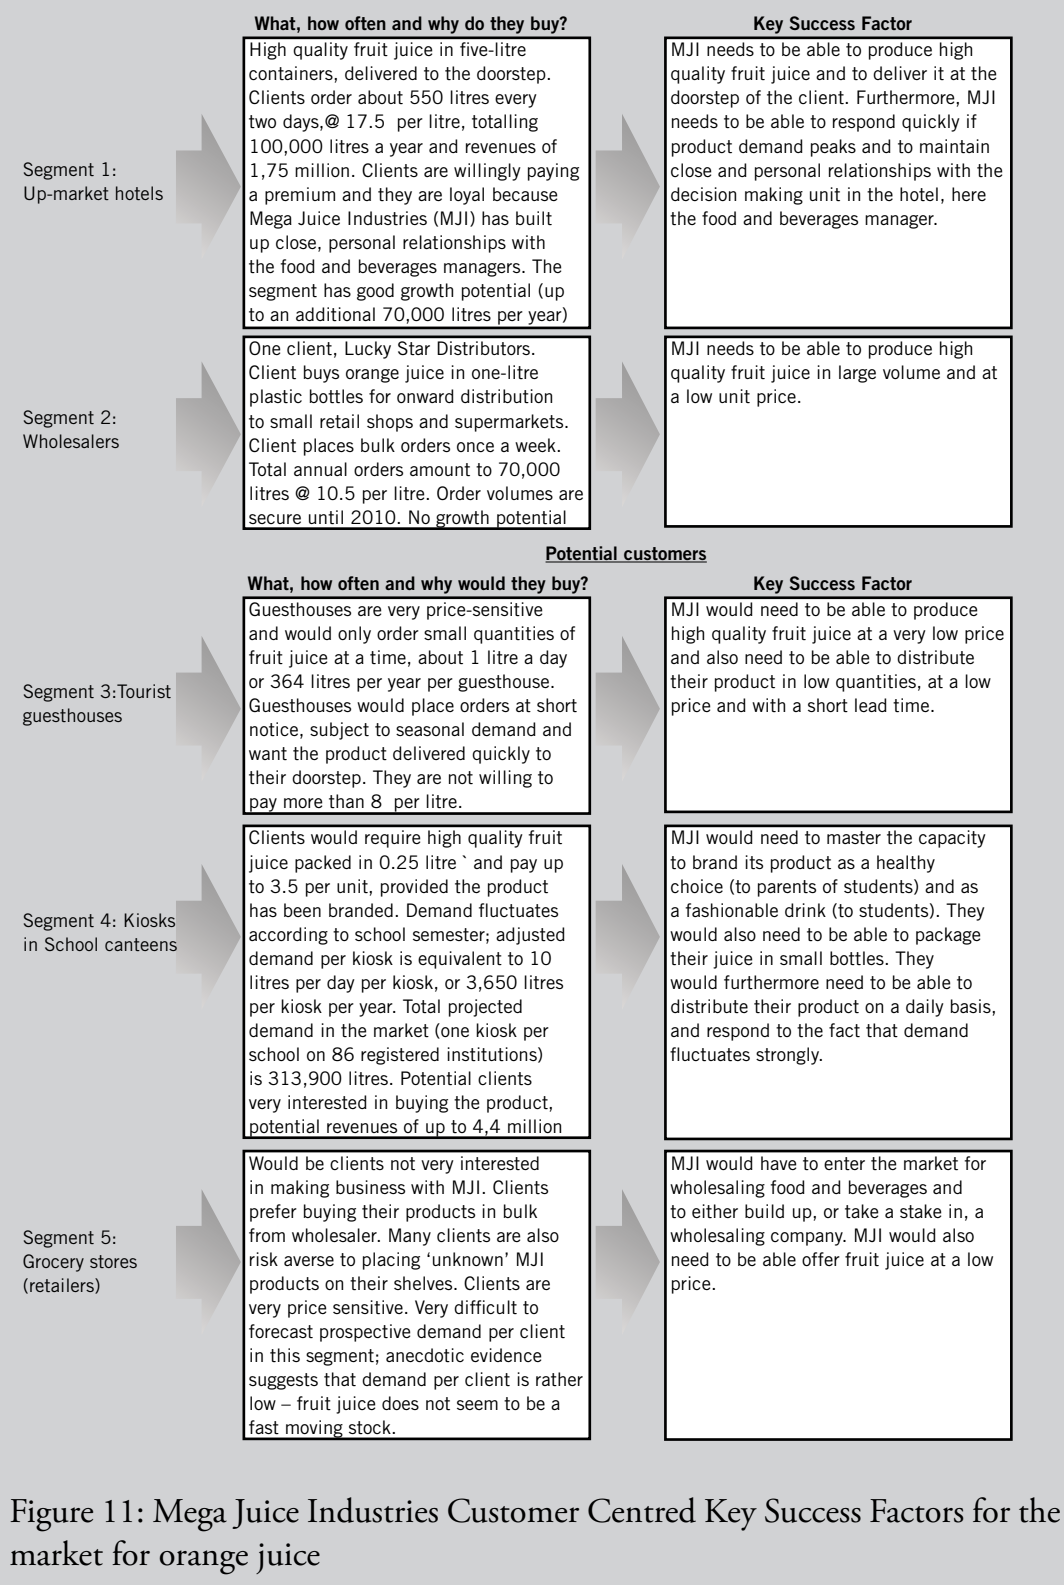 What, how often and why do they buy?
Key Success Factor
Segment 1:
Up-market hotels
High quality fruit juice in five-litre
containers, delivered to the doorstep.
Clients order about 550 litres every
two days,@ 17.5  per litre, totalling
100,000 litres a year and revenues of
1,75 million. Clients are willingly paying
a premium and they are loyal because
Mega Juice Industries (MJI) has built
up close, personal relationships with
the food and beverages managers. The
segment has good growth potential (up
to an additional 70,000 litres per year)
MJI needs to be able to produce high
quality fruit juice and to deliver it at the
doorstep of the client. Furthermore, MJI
needs to be able to respond quickly if
product demand peaks and to maintain
close and personal relationships with the
decision making unit in the hotel, here
the food and beverages manager.
Segment 2:
Wholesalers
One client, Lucky Star Distributors.
Client buys orange juice in one-litre
plastic bottles for onward distribution
to small retail shops and supermarkets.
Client places bulk orders once a week.
Total annual orders amount to 70,000
litres @ 10.5 per litre. Order volumes are
secure until 2010. No growth potential
MJI needs to be able to produce high
quality fruit juice in large volume and at
a low unit price.
Potential customers
What, how often and why would they buy?
Key Success Factor
Segment 3:Tourist
guesthouses
Guesthouses are very price-sensitive
and would only order small quantities of
fruit juice at a time, about 1 litre a day
or 364 litres per year per guesthouse.
Guesthouses would place orders at short
notice, subject to seasonal demand and
want the product delivered quickly to
their doorstep. They are not willing to
pay more than 8  per litre.
MJI would need to be able to produce
high quality fruit juice at a very low price
and also need to be able to distribute
their product in low quantities, at a low
price and with a short lead time.
Segment 4: Kiosks
in School canteens
Clients would require high quality fruit
juice packed in 0.25 litre ` and pay up
to 3.5 per unit, provided the product
has been branded. Demand fluctuates
according to school semester; adjusted
demand per kiosk is equivalent to 10
litres per day per kiosk, or 3,650 litres
per kiosk per year. Total projected
demand in the market (one kiosk per
school on 86 registered institutions)
is 313,900 litres. Potential clients
very interested in buying the product,
potential revenues of up to 4,4 million
MJI would need to master the capacity
to brand its product as a healthy
choice (to parents of students) and as
a fashionable drink (to students). They
would also need to be able to package
their juice in small bottles. They
would furthermore need to be able to
distribute their product on a daily basis,
and respond to the fact that demand
fluctuates strongly.
Segment 5:
Grocery stores
(retailers)
Would be clients not very interested
in making business with MJI. Clients
prefer buying their products in bulk
from wholesaler. Many clients are also
risk averse to placing ‘unknown’ MJI
products on their shelves. Clients are
very price sensitive. Very difficult to
forecast prospective demand per client
in this segment; anecdotic evidence
suggests that demand per client is rather
low – fruit juice does not seem to be a
fast moving stock.
MJI would have to enter the market for
wholesaling food and beverages and
to either build up, or take a stake in, a
wholesaling company. MJI would also
need to be able offer fruit juice at a low
price.
Figure 11: Mega Juice Industries Customer Centred Key Success Factors for the
market for orange juice